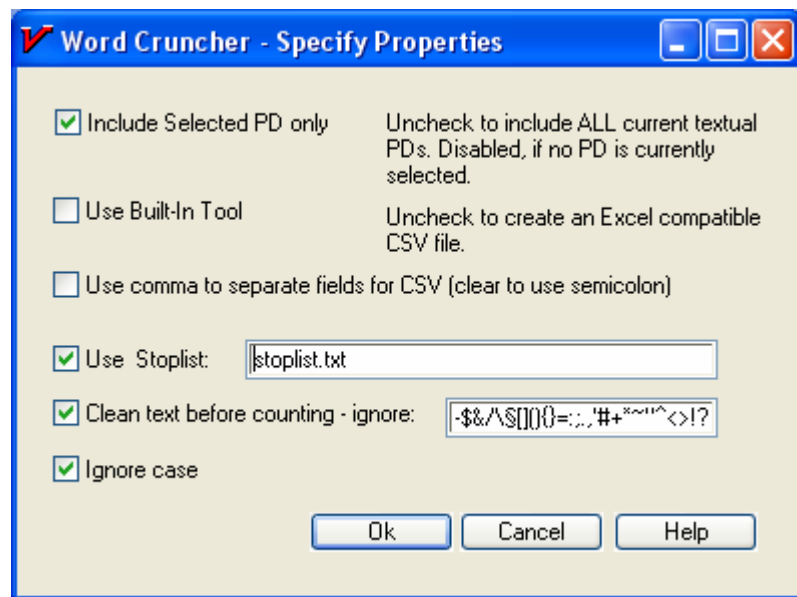 Word Cruncher - Specify Properties
Include Selected PD only
Uncheck to include ALL current textual
PDs. Disabled, if no PD is currently
selected.
Use Built-In Tool
Uncheck to create an Excel compatible
CSV file.
Use comma to separate fields for CSV (clear to use semicolon)
Use Stoplist: stoplist.txt
Clean text before counting - ignore: -$&/\§[](){}=:;.,'#+*~''^<>!?
Ignore case
Ok Cancel Help